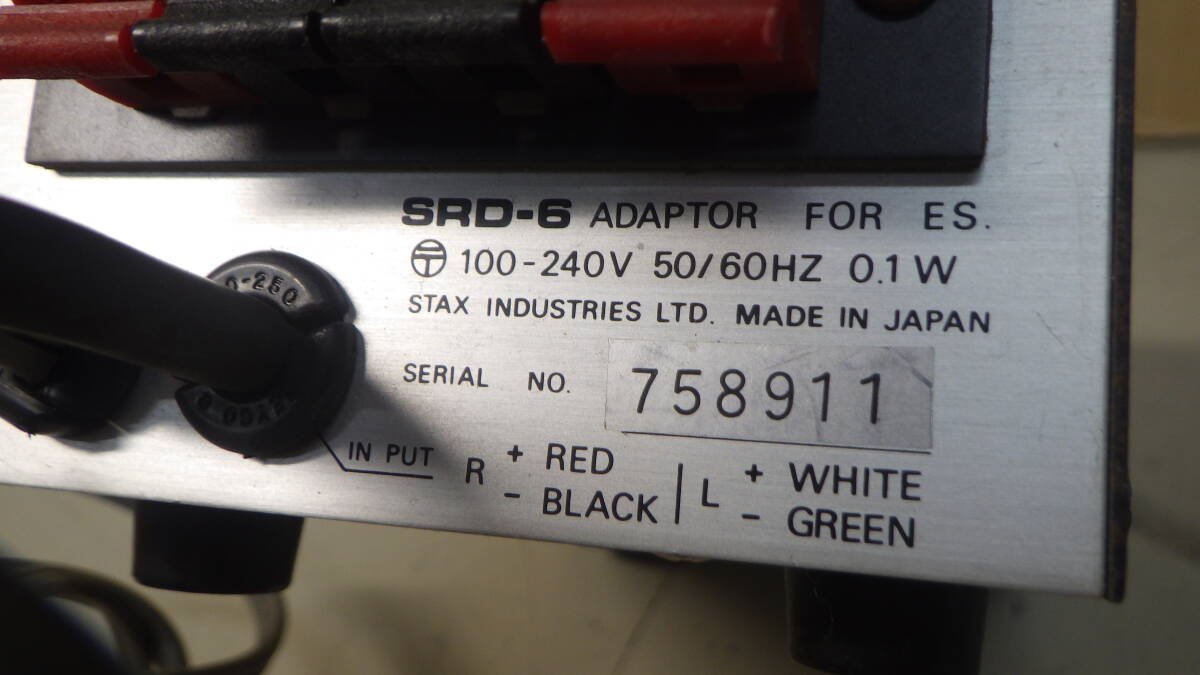 SRD-6 ADAPTOR FOR ES.
100-240V 50/60HZ 0.1W
STAX INDUSTRIES LTD. MADE IN JAPAN
SERIAL NO. 758911
IN PUT R + RED L + WHITE
- BLACK - GREEN